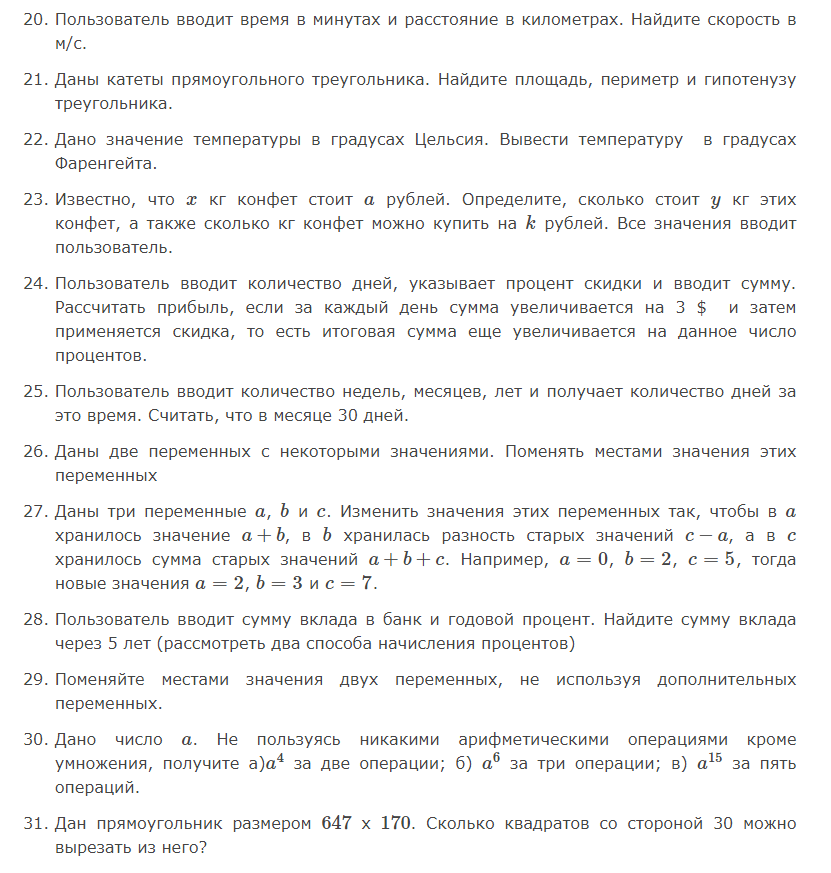 20. Пользователь вводит время в минутах и расстояние в километрах. Найдите скорость в
м/с.
21. Даны катеты прямоугольного треугольника. Найдите площадь, периметр и гипотенузу
треугольника.
22. Дано значение температуры в градусах Цельсия. Вывести температуру в градусах
Фаренгейта.
23. Известно, что x кг конфет стоит a рублей. Определите, сколько стоит y кг этих
конфет, а также сколько кг конфет можно купить на k рублей. Все значения вводит
пользователь.
24. Пользователь вводит количество дней, указывает процент скидки и вводит сумму.
Рассчитать прибыль, если за каждый день сумма увеличивается на 3 $ и затем
применяется скидка, то есть итоговая сумма еще увеличивается на данное число
процентов.
25. Пользователь вводит количество недель, месяцев, лет и получает количество дней за
это время. Считать, что в месяце 30 дней.
26. Даны две переменных с некоторыми значениями. Поменять местами значения этих
переменных
27. Даны три переменные a, b и c. Изменить значения этих переменных так, чтобы в a
хранилось значение a + b, в b хранилась разность старых значений c − a, а в c
хранилось сумма старых значений a + b + c. Например, a = 0, b = 2, c = 5, тогда
новые значения a = 2, b = 3 и c = 7.
28. Пользователь вводит сумму вклада в банк и годовой процент. Найдите сумму вклада
через 5 лет (рассмотреть два способа начисления процентов)
29. Поменяйте местами значения двух переменных, не используя дополнительных
переменных.
30. Дано число a. Не пользуясь никакими арифметическими операциями кроме
умножения, получите а)a⁴ за две операции; б) a⁶ за три операции; в) a¹⁵ за пять
операций.
31. Дан прямоугольник размером 647 x 170. Сколько квадратов со стороной 30 можно
вырезать из него?